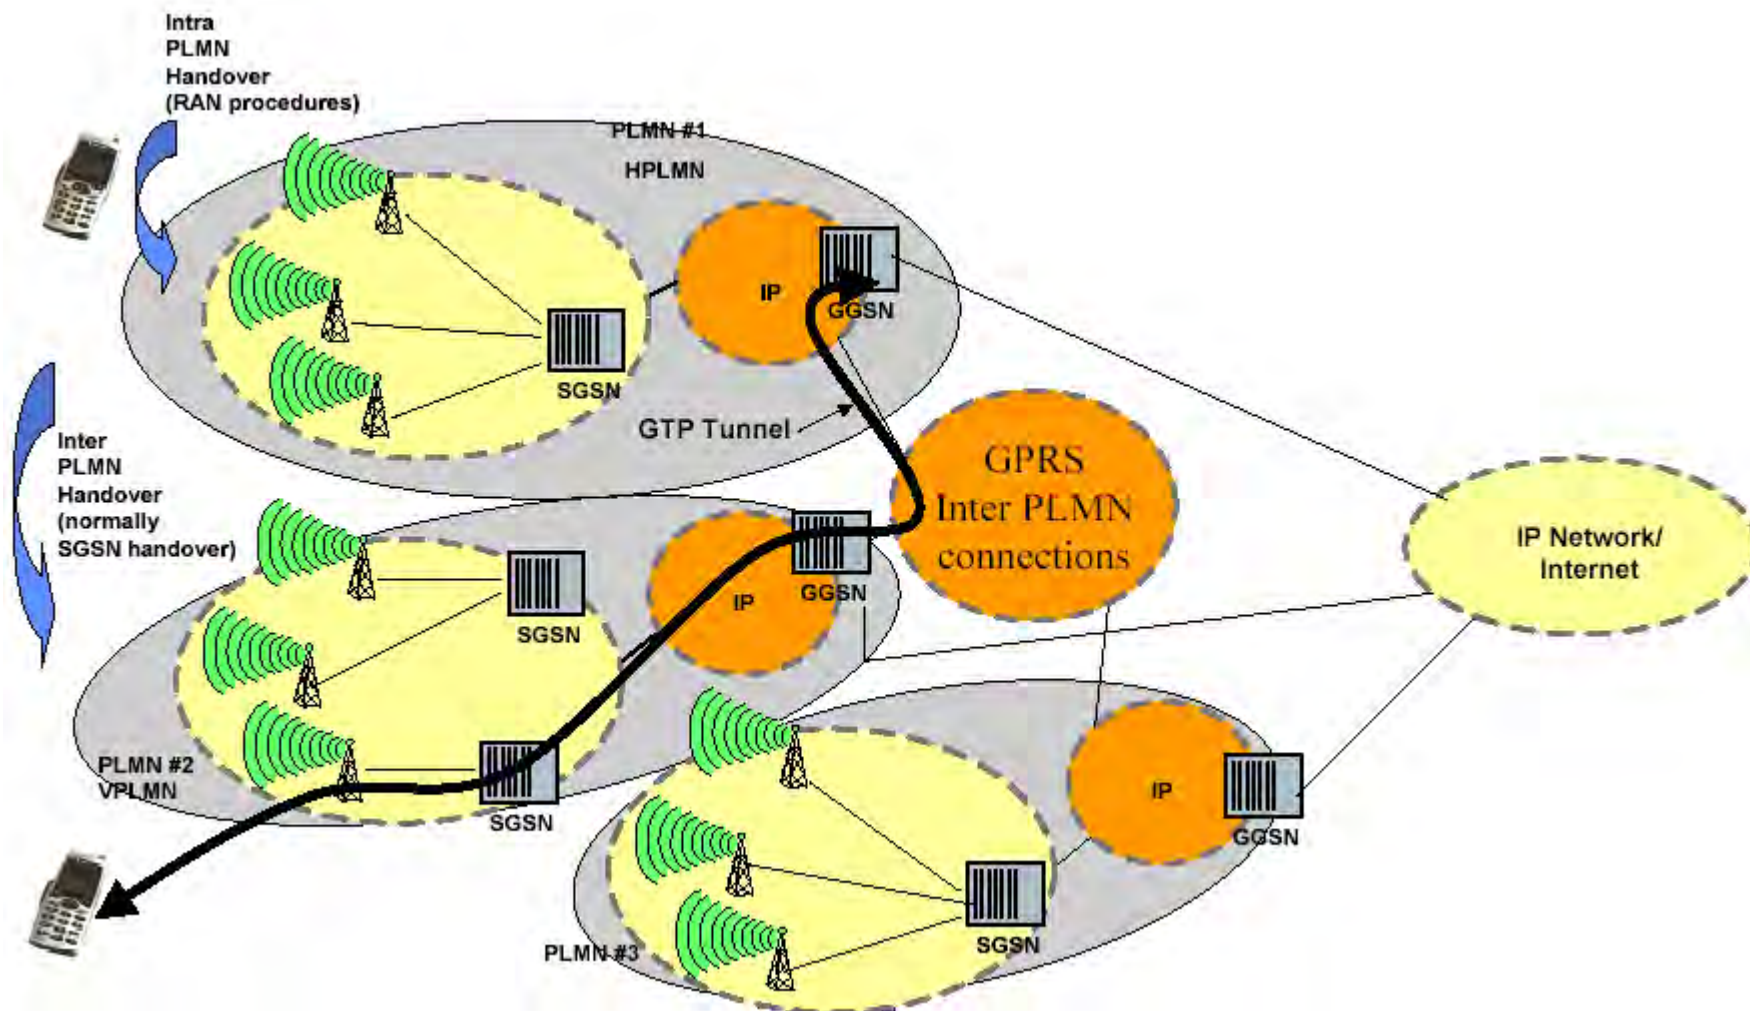 Intra
PLMN
Handover
(RAN procedures)
PLMN #1
HPLMN
IP
GGSN
SGSN
GTP Tunnel
Inter
PLMN
Handover
(normally
SGSN handover)
GPRS
Inter PLMN
connections
IP Network/
Internet
SGSN
IP
GGSN
PLMN #2
VPLMN
SGSN
IP
GGSN
SGSN
PLMN #3